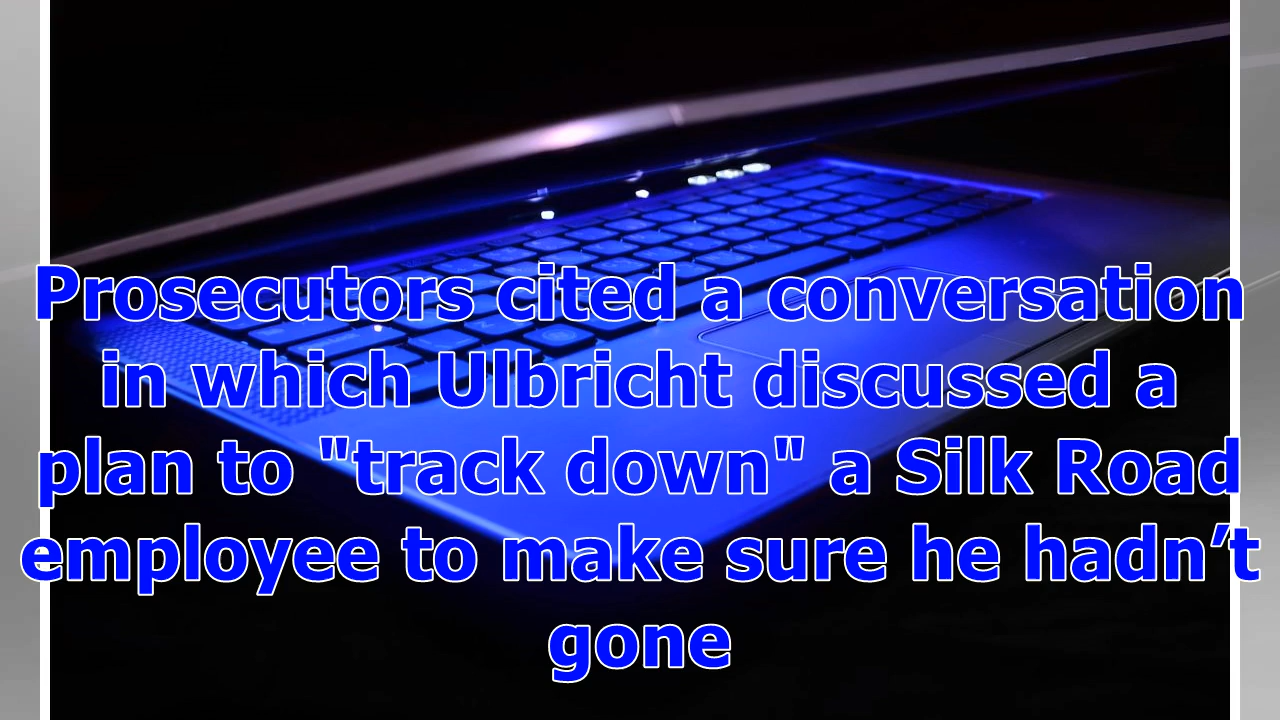 Prosecutors cited a conversation
in which Ulbricht discussed a
plan to "track down" a Silk Road
employee to make sure he hadn’t
gone